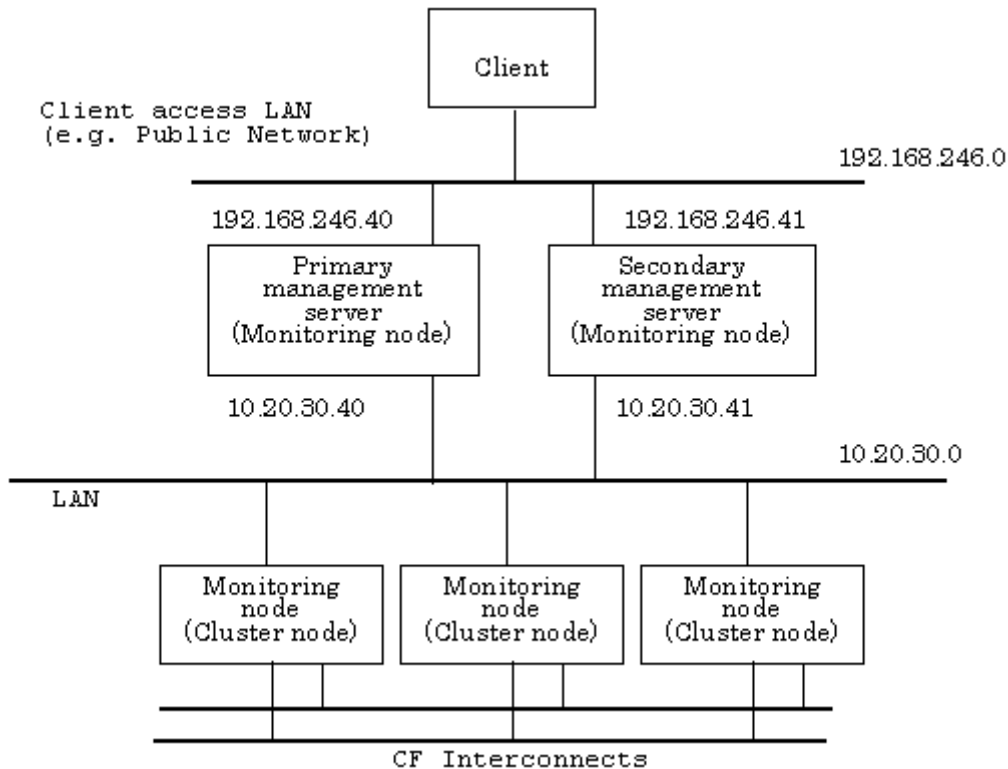 Client
Client access LAN
(e.g. Public Network)
192.168.246.0
192.168.246.40
192.168.246.41
Primary
management
server
(Monitoring node)
Secondary
management
server
(Monitoring node)
10.20.30.40
10.20.30.41
10.20.30.0
LAN
Monitoring
node
(Cluster node)
Monitoring
node
(Cluster node)
Monitoring
node
(Cluster node)
CF Interconnects